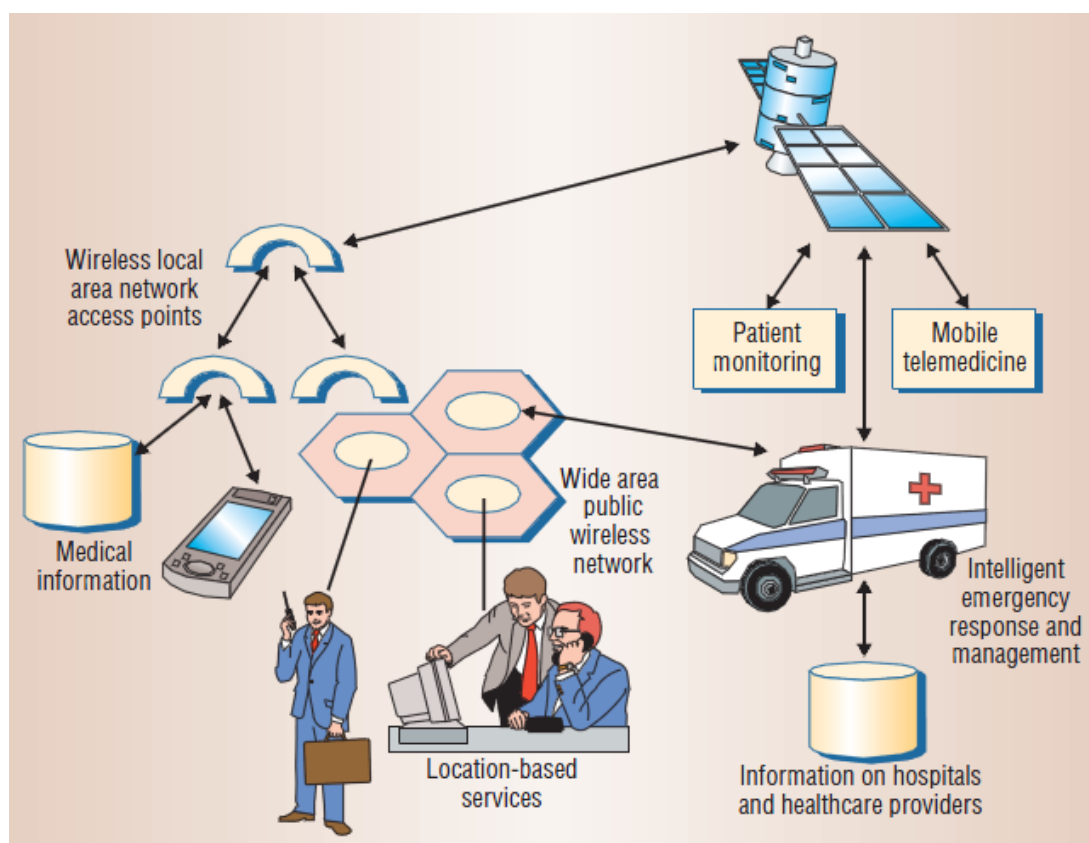 Wireless local
area network
access points
Patient
monitoring
Mobile
telemedicine
Wide area
public
wireless
network
Medical
information
Intelligent
emergency
response and
management
Location-based
services
Information on hospitals
and healthcare providers